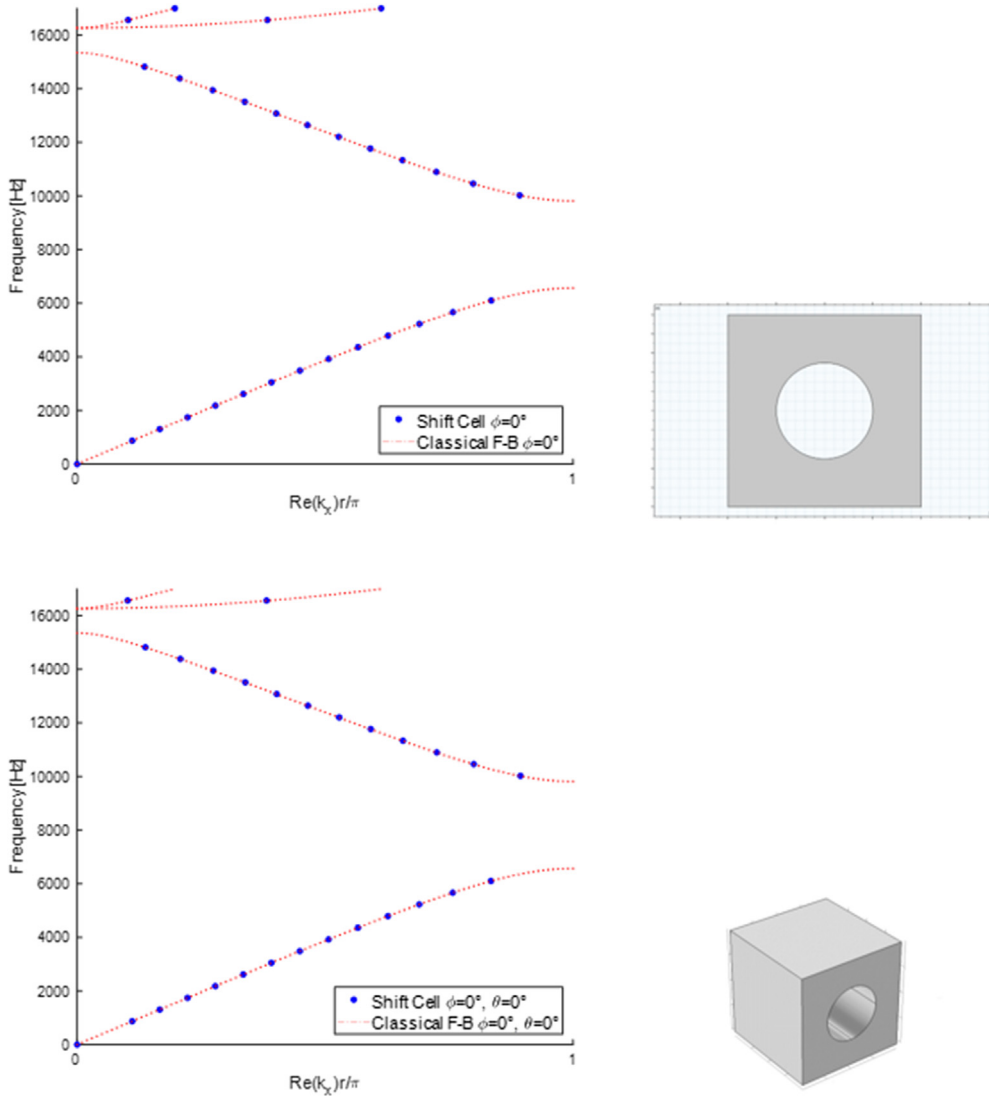 16000
14000
12000
10000
8000
6000
4000
2000
0
Frequency[Hz]
Shift Cell ϕ=0°
Classical F-B ϕ=0°
0
1
Re(kₓ)r/π
16000
14000
12000
10000
8000
6000
4000
2000
0
Frequency[Hz]
Shift Cell ϕ=0°, θ=0°
Classical F-B ϕ=0°, θ=0°
0
1
Re(kₓ)r/π